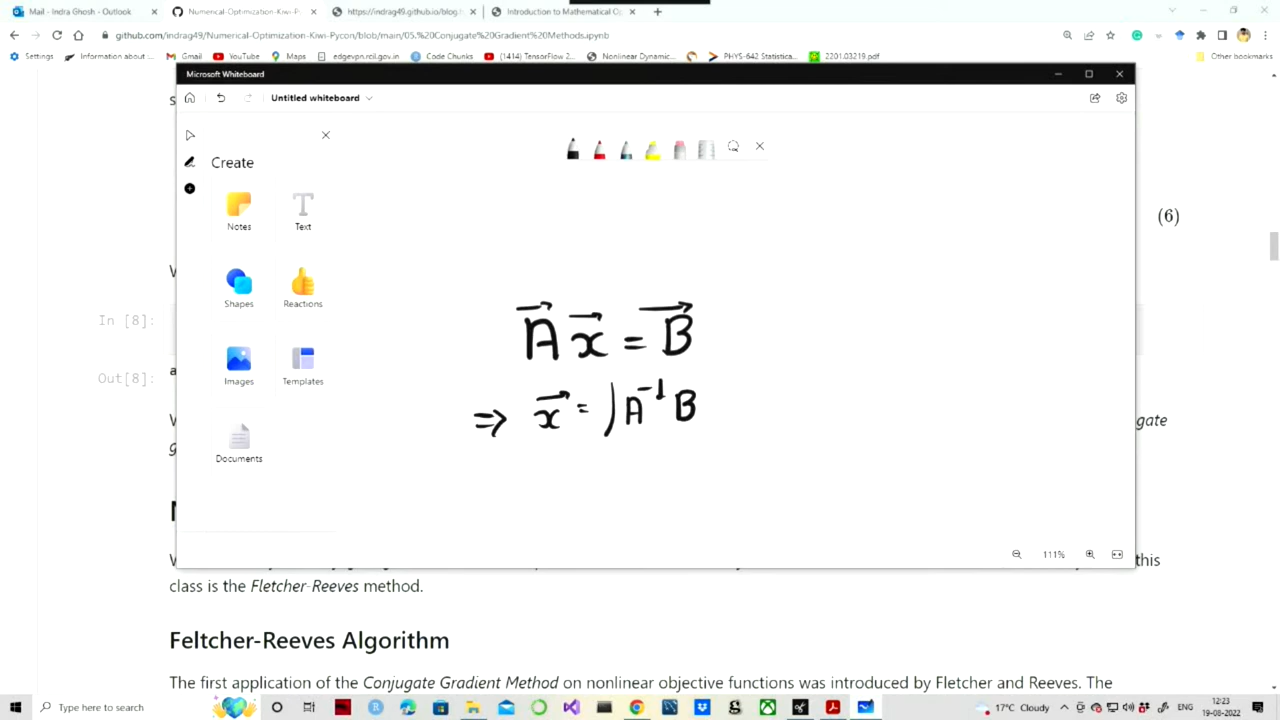 Mail - Indra Ghosh - Outlook
Numerical-Optimization-Kiwi-P
https://indrag49.github.io/blog.h
Introduction to Mathematical Op
github.com/indrag49/Numerical-Optimization-Kiwi-Pycon/blob/main/05.%20Conjugate%20Gradient%20Methods.ipynb
Settings Information about ... Gmail YouTube Maps edgevpn.rcil.gov.in Code Chunks (1414) TensorFlow 2... Nonlinear Dynamic... PHYS-642 Statistica... 2201.03219.pdf Other bookmarks
Microsoft Whiteboard
Untitled whiteboard
Create
Notes Text
(6)
Shapes Reactions
In [8]:
A x = B
Images Templates
Out[8]:
⇒ x = ) A⁻¹ B
gate
Documents
111%
this
class is the Fletcher-Reeves method.
Feltcher-Reeves Algorithm
The first application of the Conjugate Gradient Method on nonlinear objective functions was introduced by Fletcher and Reeves. The
Type here to search
17°C Cloudy
ENG
12:23
19-08-2022